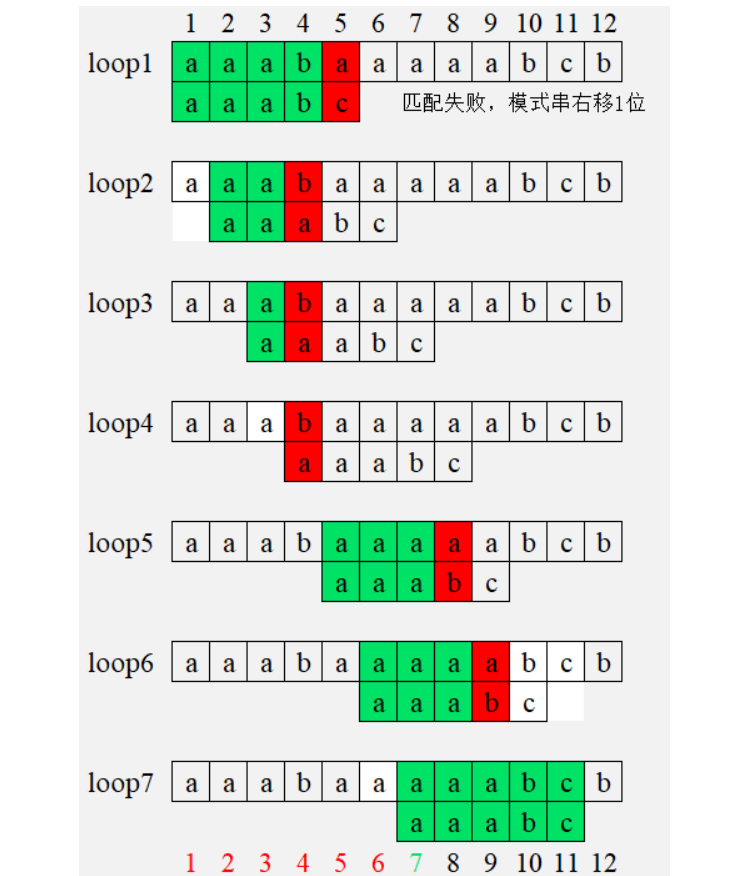 1 2 3 4 5 6 7 8 9 10 11 12
loop1 a a a b a a a a a b c b
a a a b c 匹配失败，模式串右移1位
loop2 a a a b a a a a a b c b
a a a b c
loop3 a a a b a a a a a b c b
a a a b c
loop4 a a a b a a a a a b c b
a a a b c
loop5 a a a b a a a a a b c b
a a a b c
loop6 a a a b a a a a a b c b
a a a b c
loop7 a a a b a a a a a b c b
a a a b c
1 2 3 4 5 6 7 8 9 10 11 12